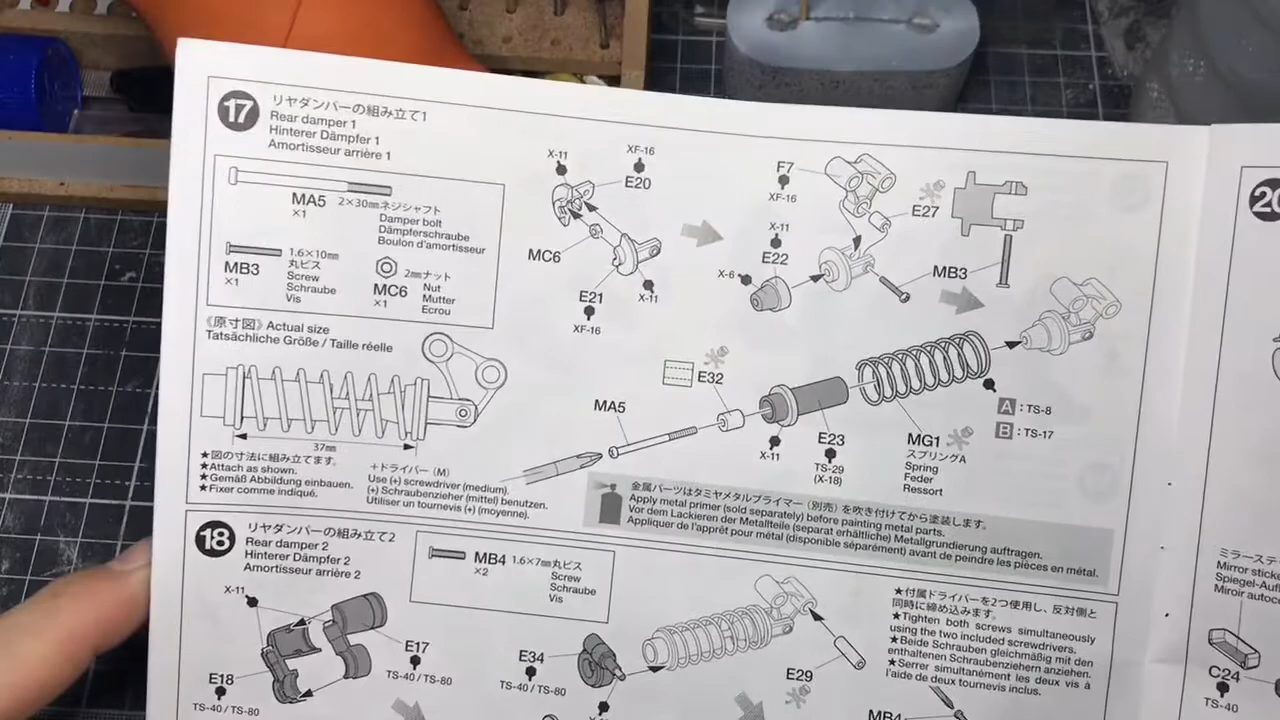 17
リヤダンパーの組み立て1
Rear damper 1
Hinterer Dämpfer 1
Amortisseur arrière 1
MA5
×1
2×30㎜ネジシャフト
Damper bolt
Dämpferschraube
Boulon d'amortisseur
MB3
×1
1.6×10㎜
丸ビス
Screw
Schraube
Vis
MC6
×1
2㎜ナット
Nut
Mutter
Ecrou
《原寸図》Actual size
Tatsächliche Größe / Taille réelle
37㎜
★図の寸法に組み立てます。
★Attach as shown.
★Gemäß Abbildung einbauen.
★Fixer comme indiqué.
+ドライバー (M)
Use (+) screwdriver (medium).
(+) Schraubenzieher (mittel) benutzen.
Utiliser un tournevis (+) (moyenne).
X-11
XF-16
E20
MC6
E21
XF-16
X-11
F7
XF-16
E27
X-11
E22
X-6
MB3
E32
MA5
X-11
E23
TS-29
(X-18)
MG1
スプリングA
Spring
Feder
Ressort
A : TS-8
B : TS-17
金属パーツはタミヤメタルプライマー（別売）を吹き付けてから塗装します。
Apply metal primer (sold separately) before painting metal parts.
Vor dem Lackieren der Metallteile (separat erhältliche) Metallgrundierung auftragen.
Appliquer de l'apprêt pour métal (disponible séparément) avant de peindre les pièces en métal.
18
リヤダンパーの組み立て2
Rear damper 2
Hinterer Dämpfer 2
Amortisseur arrière 2
MB4
×2
1.6×7㎜丸ビス
Screw
Schraube
Vis
X-11
E17
TS-40 / TS-80
E18
TS-40 / TS-80
E34
TS-40 / TS-80
E29
★付属ドライバーを2つ使用し、反対側と
同時に締め込みます。
★Tighten both screws simultaneously
using the two included screwdrivers.
★Beide Schrauben gleichmäßig mit den
enthaltenen Schraubenziehern anziehen.
★Serrer simultanément les deux vis à
l'aide de deux tournevis inclus.
MB4
20
C24
TS-40